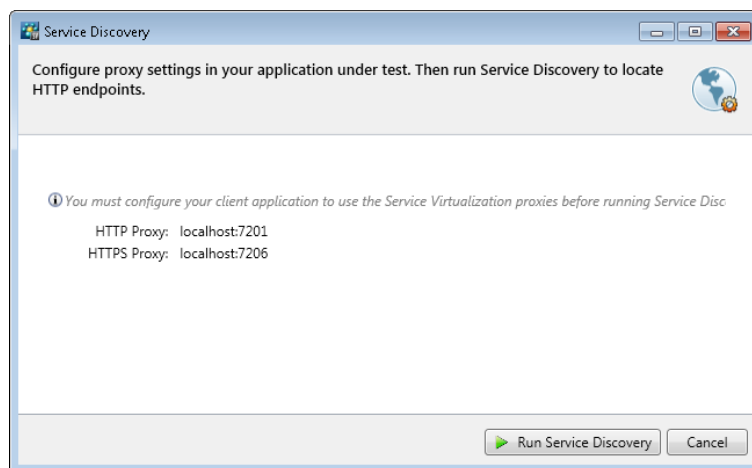 Service Discovery
Configure proxy settings in your application under test. Then run Service Discovery to locate
HTTP endpoints.
You must configure your client application to use the Service Virtualization proxies before running Service Disc
HTTP Proxy: localhost:7201
HTTPS Proxy: localhost:7206
Run Service Discovery Cancel